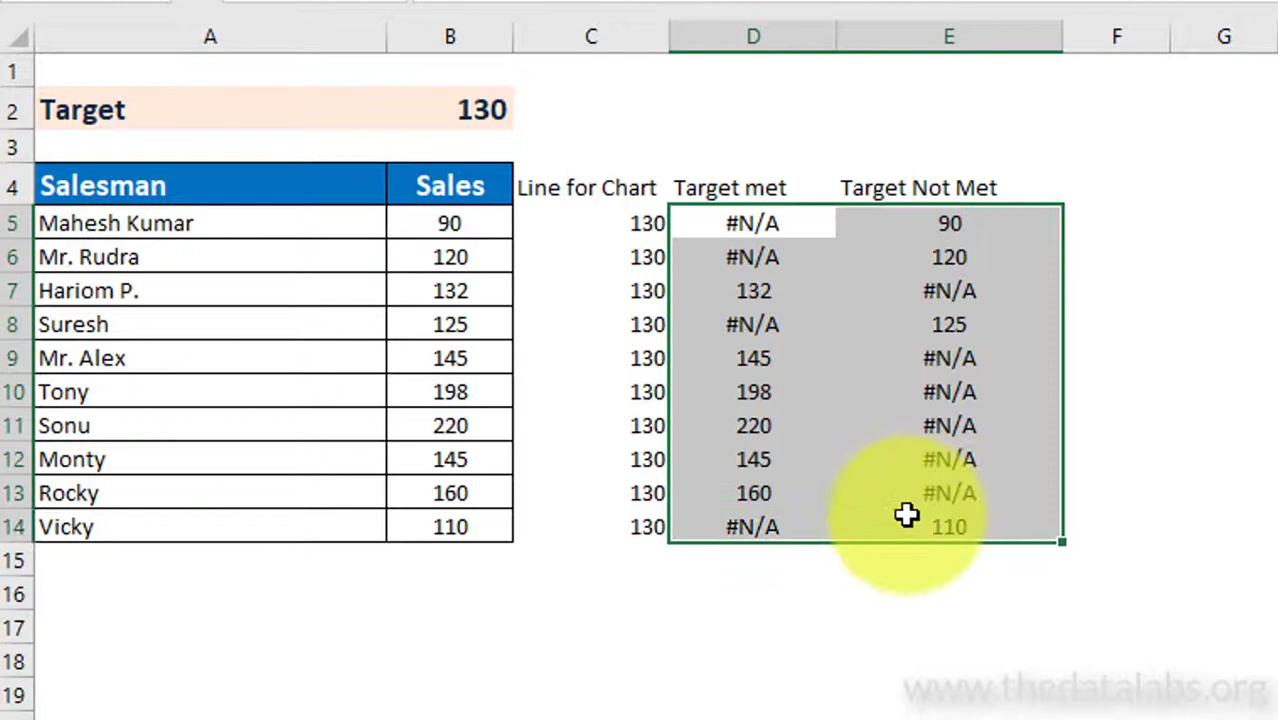 A B C D E F G
1
2 Target 130
3
4 Salesman Sales Line for Chart Target met Target Not Met
5 Mahesh Kumar 90 130 #N/A 90
6 Mr. Rudra 120 130 #N/A 120
7 Hariom P. 132 130 132 #N/A
8 Suresh 125 130 #N/A 125
9 Mr. Alex 145 130 145 #N/A
10 Tony 198 130 198 #N/A
11 Sonu 220 130 220 #N/A
12 Monty 145 130 145 #N/A
13 Rocky 160 130 160 #N/A
14 Vicky 110 130 #N/A 110
15
16
17
18
19
www.thedatalabs.org